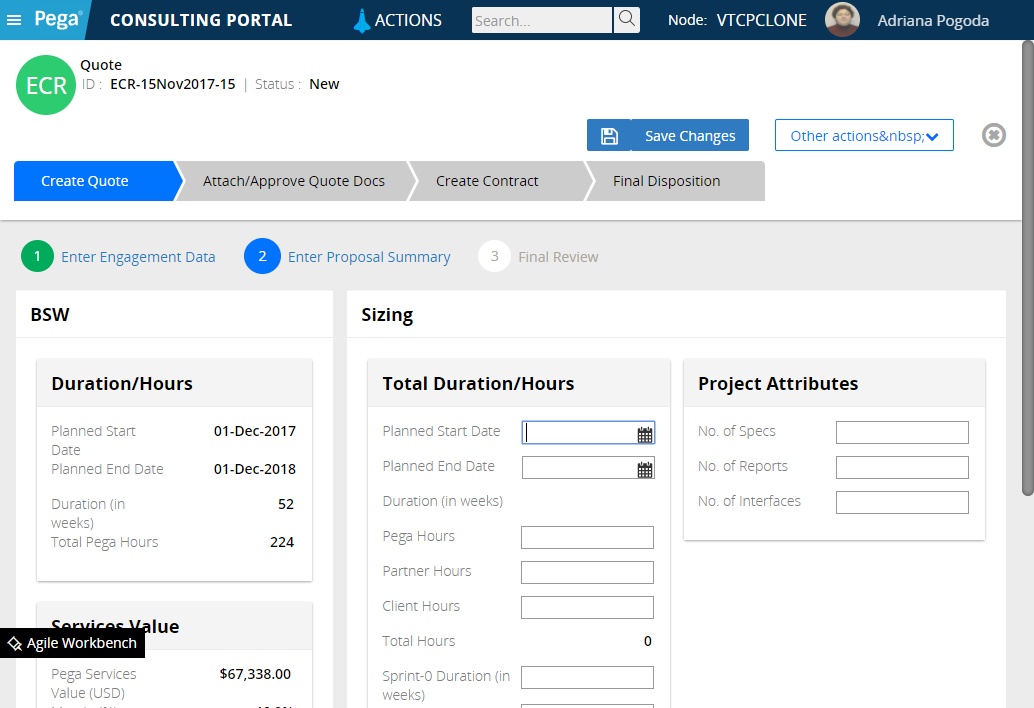 Pega® CONSULTING PORTAL ACTIONS Search... Node: VTCPCLONE Adriana Pogoda
ECR
Quote
ID : ECR-15Nov2017-15 | Status : New
Save Changes Other actions&nbsp;
Create Quote Attach/Approve Quote Docs Create Contract Final Disposition
1 Enter Engagement Data 2 Enter Proposal Summary 3 Final Review
BSW
Duration/Hours
Planned Start
Date 01-Dec-2017
Planned End Date 01-Dec-2018
Duration (in
weeks) 52
Total Pega Hours 224
Services Value
Agile Workbench
Pega Services
Value (USD) $67,338.00
Sizing
Total Duration/Hours
Planned Start Date
Planned End Date
Duration (in weeks)
Pega Hours
Partner Hours
Client Hours
Total Hours 0
Sprint-0 Duration (in
weeks)
Project Attributes
No. of Specs
No. of Reports
No. of Interfaces